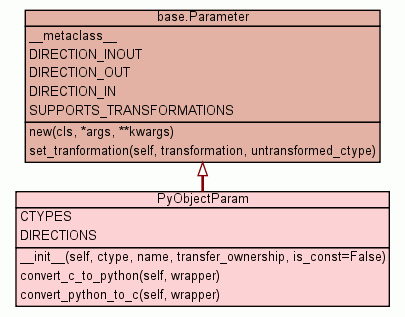 base.Parameter
__metaclass__
DIRECTION_INOUT
DIRECTION_OUT
DIRECTION_IN
SUPPORTS_TRANSFORMATIONS
new(cls, *args, **kwargs)
set_tranformation(self, transformation, untransformed_ctype)
PyObjectParam
CTYPES
DIRECTIONS
__init__(self, ctype, name, transfer_ownership, is_const=False)
convert_c_to_python(self, wrapper)
convert_python_to_c(self, wrapper)